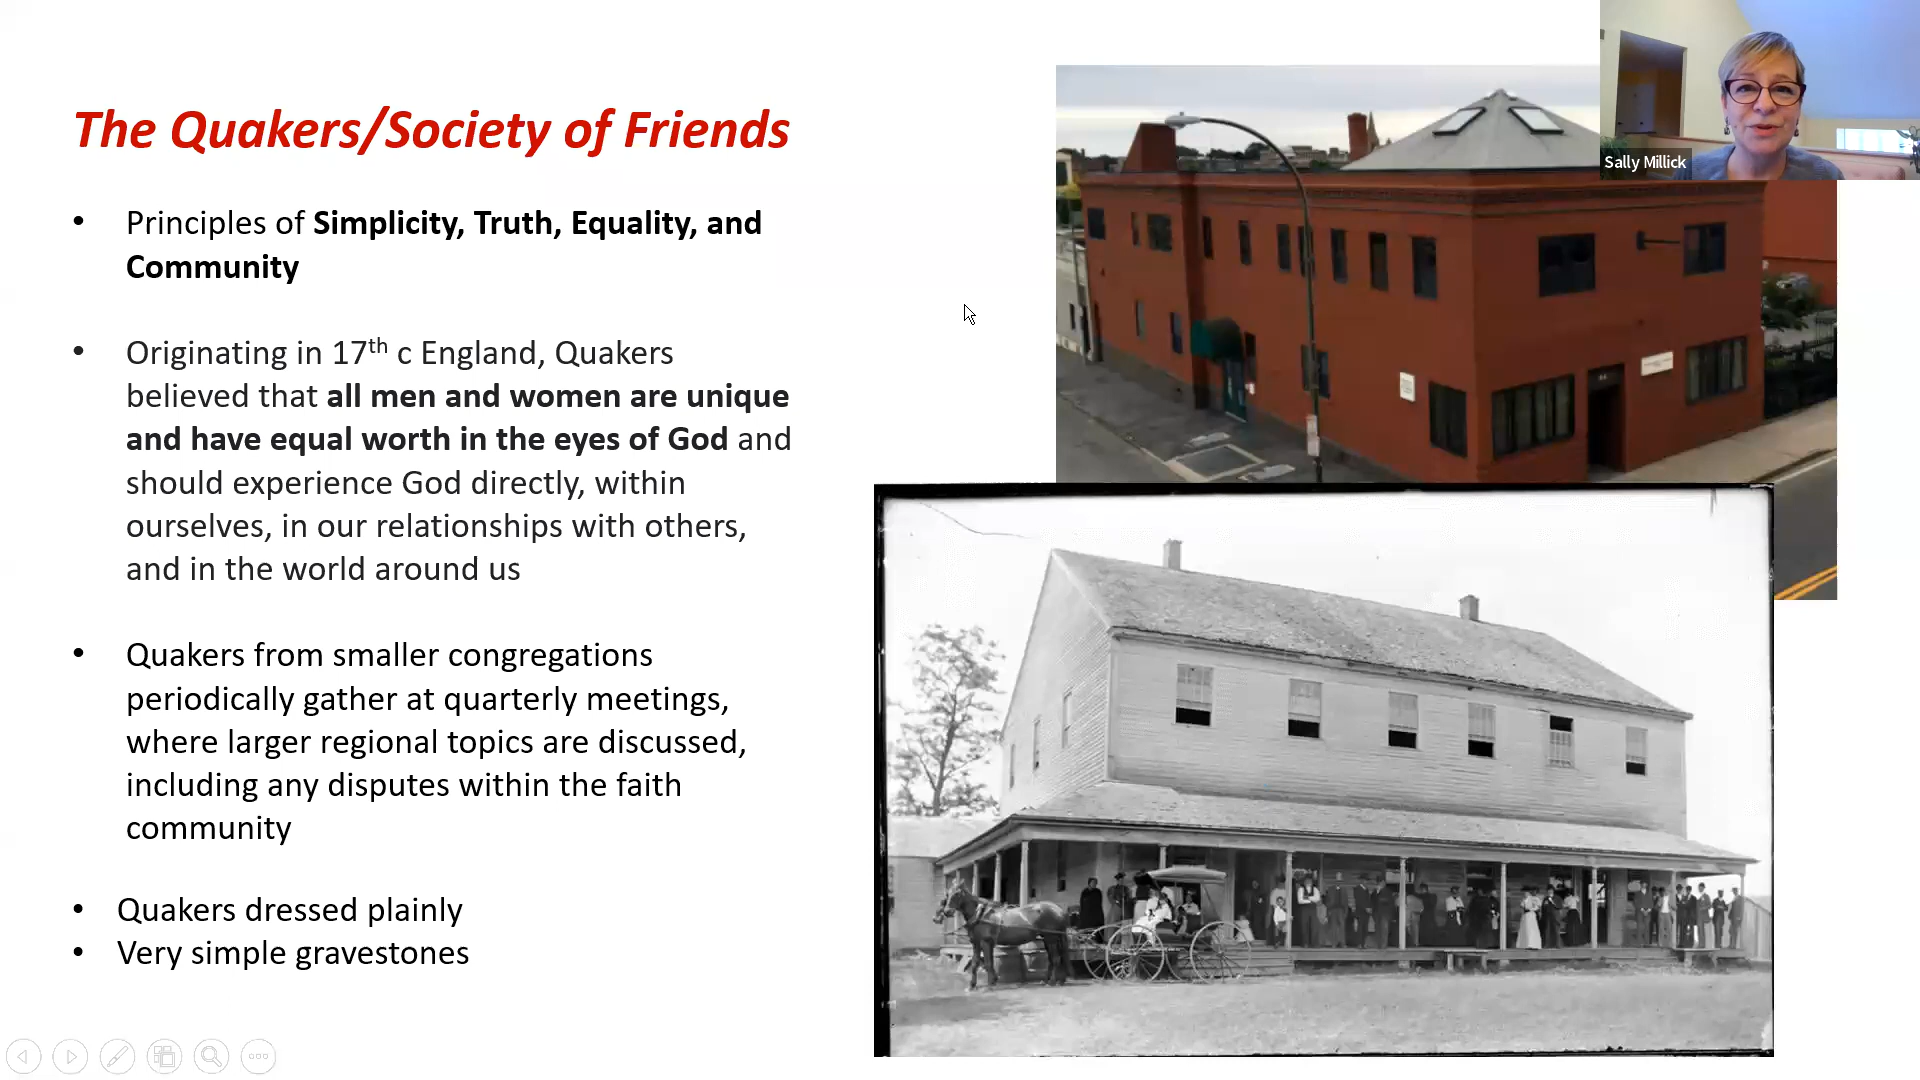 The Quakers/Society of Friends
• Principles of Simplicity, Truth, Equality, and
Community
• Originating in 17th c England, Quakers
believed that all men and women are unique
and have equal worth in the eyes of God and
should experience God directly, within
ourselves, in our relationships with others,
and in the world around us
• Quakers from smaller congregations
periodically gather at quarterly meetings,
where larger regional topics are discussed,
including any disputes within the faith
community
• Quakers dressed plainly
• Very simple gravestones
Sally Millick